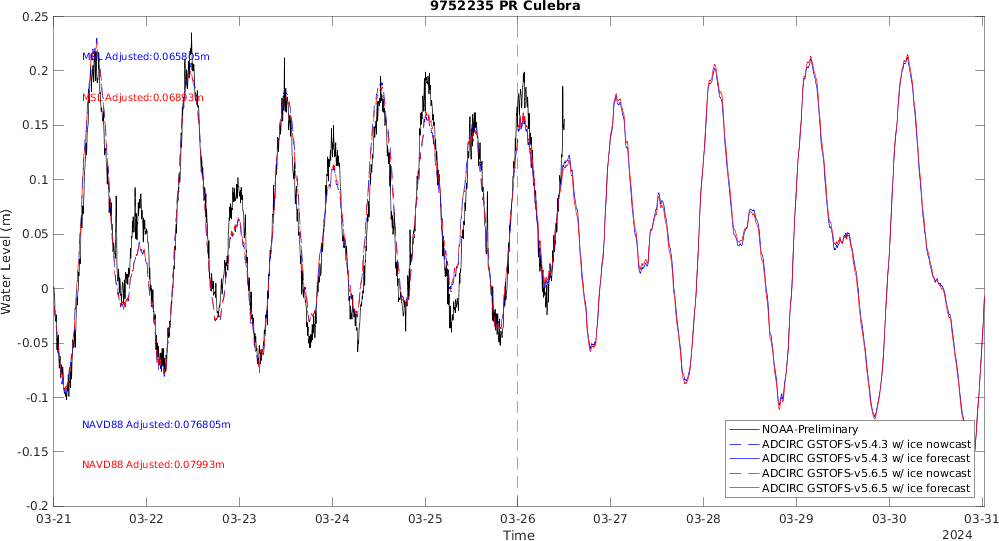 9752235 PR Culebra
0.25
0.2
0.15
0.1
0.05
0
-0.05
-0.1
-0.15
-0.2
Water Level (m)
MSL Adjusted:0.065805m
MSL Adjusted:0.06893m
NAVD88 Adjusted:0.076805m
NAVD88 Adjusted:0.07993m
NOAA-Preliminary
ADCIRC GSTOFS-v5.4.3 w/ ice nowcast
ADCIRC GSTOFS-v5.4.3 w/ ice forecast
ADCIRC GSTOFS-v5.6.5 w/ ice nowcast
ADCIRC GSTOFS-v5.6.5 w/ ice forecast
03-21 03-22 03-23 03-24 03-25 03-26 03-27 03-28 03-29 03-30 03-31
Time
2024